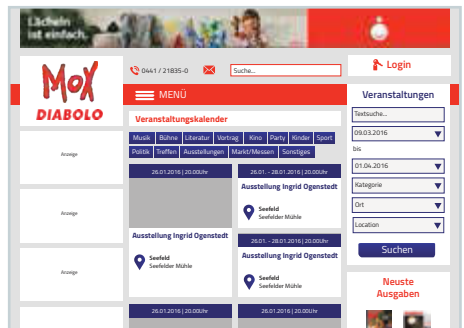 Lächeln
ist einfach.
MoX
DIABOLO
0441 / 21835-0
Suche...
Login
MENÜ
Veranstaltungskalender
Musik Bühne Literatur Vortrag Kino Party Kinder Sport
Politik Treffen Ausstellungen Markt/Messen Sonstiges
Anzeige
Anzeige
Anzeige
26.01.2016 | 20.00Uhr
Ausstellung Ingrid Ogenstedt
Seefeld
Seefelder Mühle
26.01.2016 | 20.00Uhr
26.01. - 28.01.2016 | 20.00Uhr
Ausstellung Ingrid Ogenstedt
Seefeld
Seefelder Mühle
26.01. - 28.01.2016 | 20.00Uhr
Ausstellung Ingrid Ogenstedt
Seefeld
Seefelder Mühle
26.01.2016 | 20.00Uhr
Veranstaltungen
Textsuche...
09.03.2016
bis
01.04.2016
Kategorie
Ort
Location
Suchen
Neuste
Ausgaben